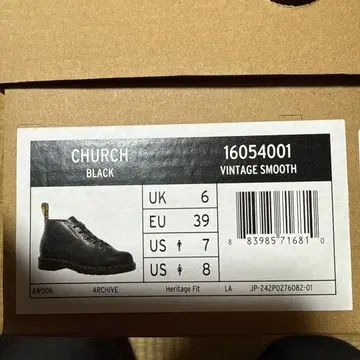 CHURCH
BLACK
16054001
VINTAGE SMOOTH
UK 6
EU 39
US 7
US 8
8 83985 71681 0
AW006 ARCHIVE Heritage Fit LA JP-242P0276082-01